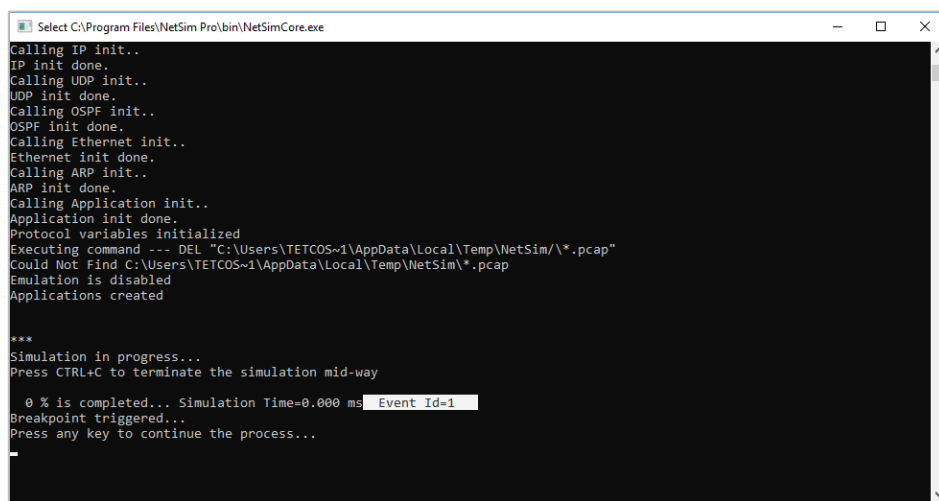 Select C:\Program Files\NetSim Pro\bin\NetSimCore.exe
Calling IP init..
IP init done.
Calling UDP init..
UDP init done.
Calling OSPF init..
OSPF init done.
Calling Ethernet init..
Ethernet init done.
Calling ARP init..
ARP init done.
Calling Application init..
Application init done.
Protocol variables initialized
Executing command --- DEL "C:\Users\TETCOS~1\AppData\Local\Temp\NetSim/\*.pcap"
Could Not Find C:\Users\TETCOS~1\AppData\Local\Temp\NetSim\*.pcap
Emulation is disabled
Applications created
***
Simulation in progress...
Press CTRL+C to terminate the simulation mid-way
0 % is completed... Simulation Time=0.000 ms  Event Id=1
Breakpoint triggered...
Press any key to continue the process...